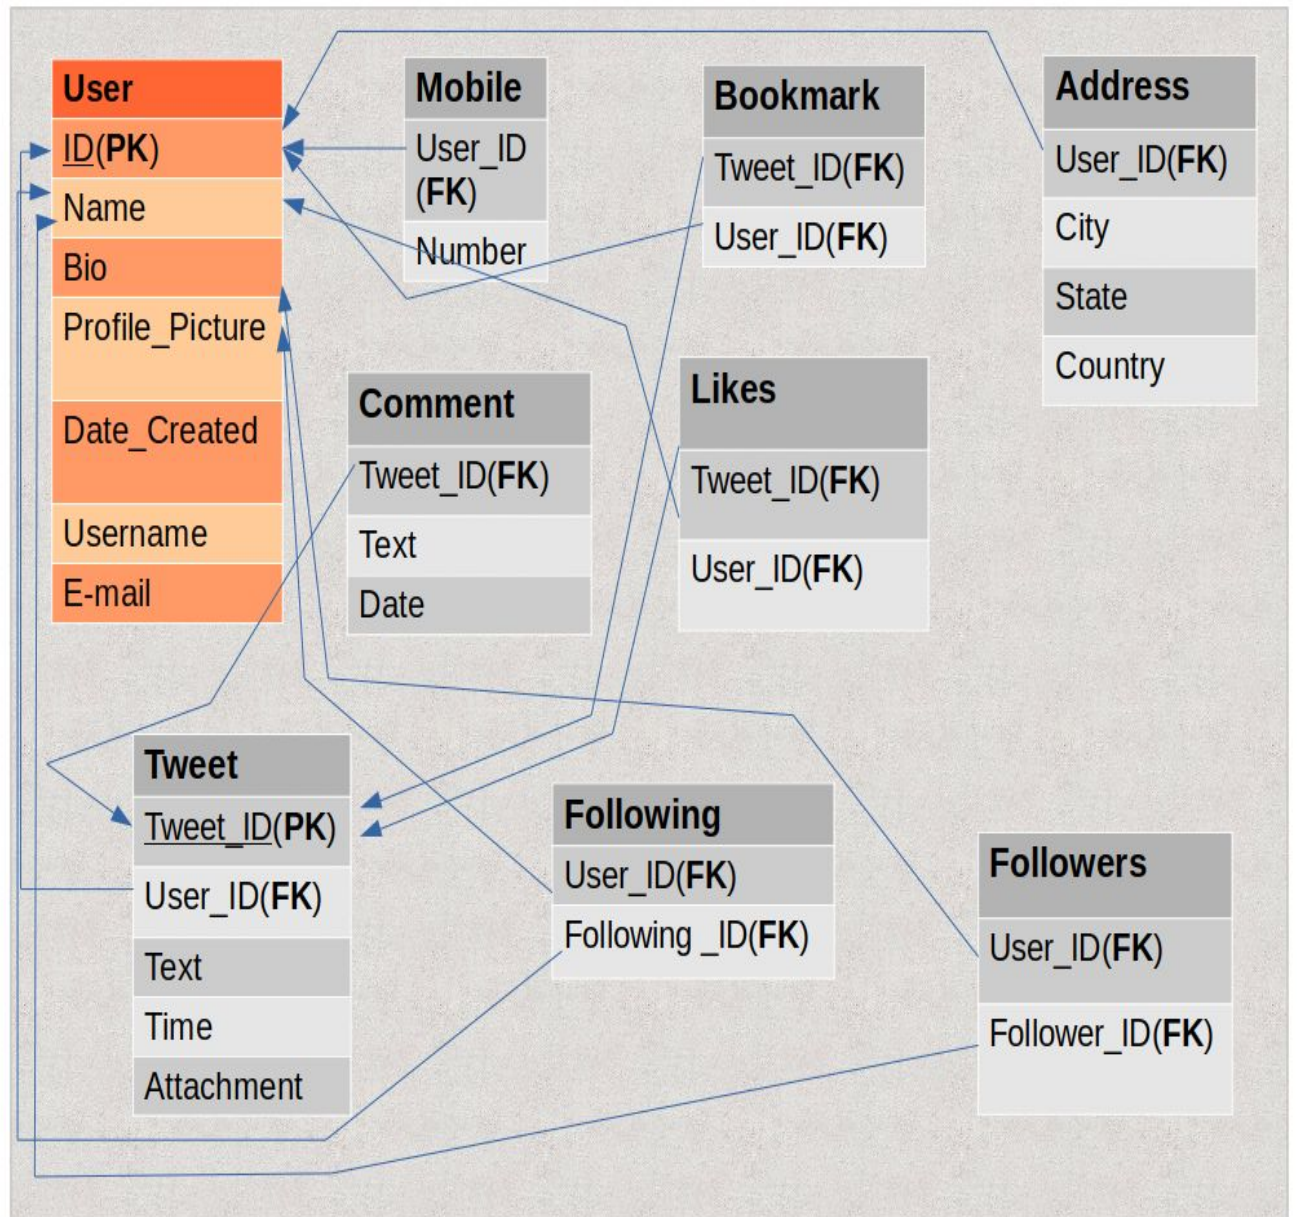 User
ID(PK)
Name
Bio
Profile_Picture
Date_Created
Username
E-mail
Mobile
User_ID
(FK)
Number
Bookmark
Tweet_ID(FK)
User_ID(FK)
Address
User_ID(FK)
City
State
Country
Comment
Tweet_ID(FK)
Text
Date
Likes
Tweet_ID(FK)
User_ID(FK)
Tweet
Tweet_ID(PK)
User_ID(FK)
Text
Time
Attachment
Following
User_ID(FK)
Following _ID(FK)
Followers
User_ID(FK)
Follower_ID(FK)